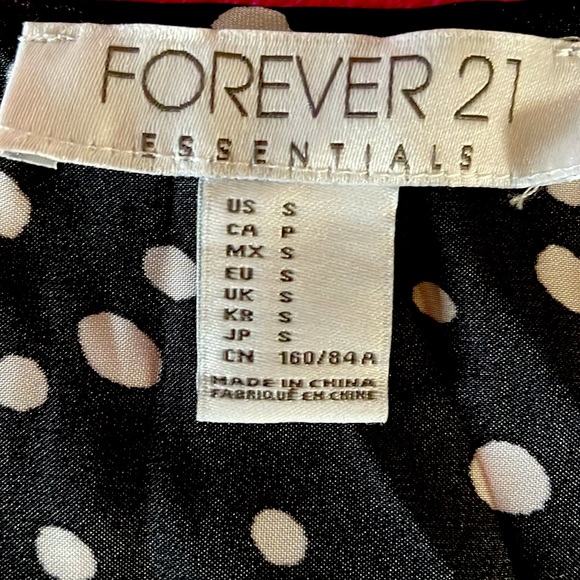 FOREVER 21
ESSENTIALS
US S
CA P
MX S
EU S
UK S
KR S
JP S
CN 160/84A
MADE IN CHINA
FABRIQUÉ EN CHINE